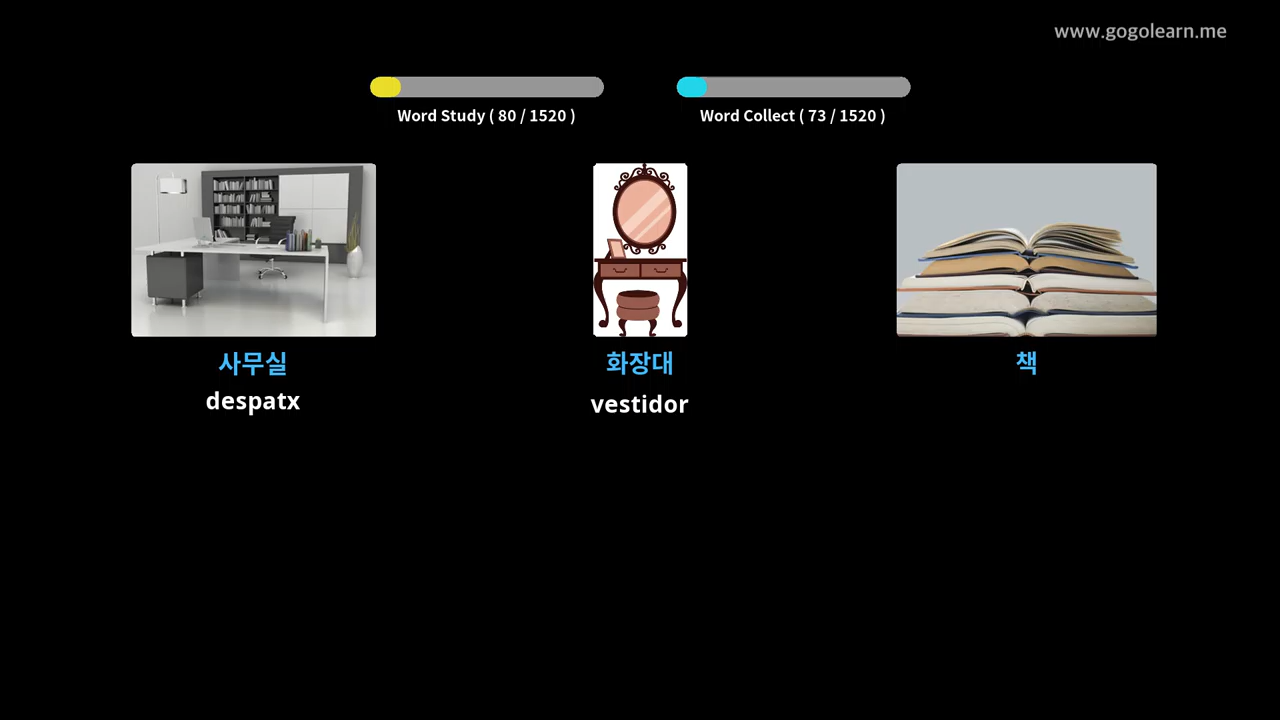 www.gogolearn.me
Word Study ( 80 / 1520 )
Word Collect ( 73 / 1520 )
사무실
despatx
화장대
vestidor
책